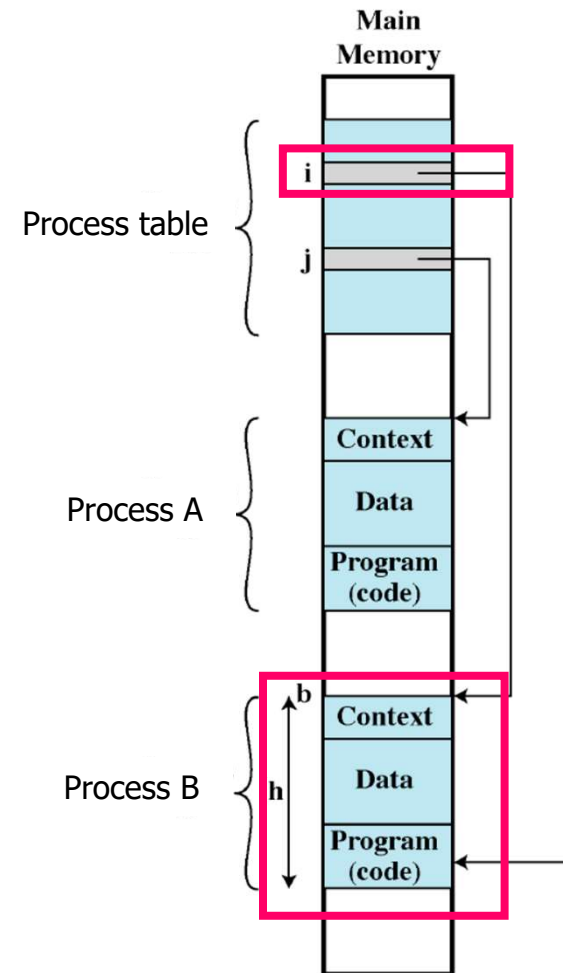 Main
Memory
i
Process table
j
Context
Process A
Data
Program
(code)
b
Context
Process B
h
Data
Program
(code)